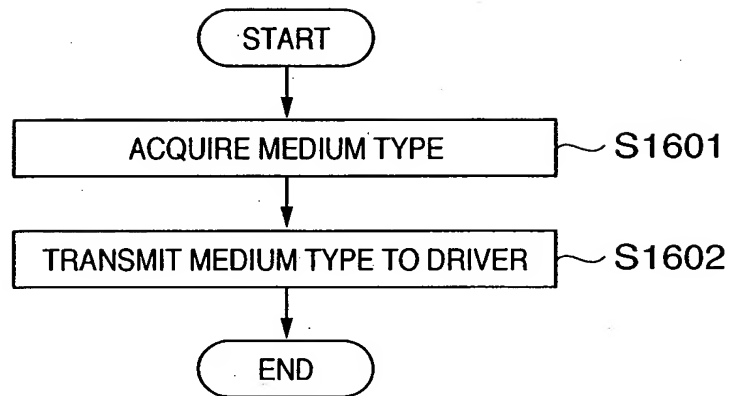 START
ACQUIRE MEDIUM TYPE
S1601
TRANSMIT MEDIUM TYPE TO DRIVER
S1602
END